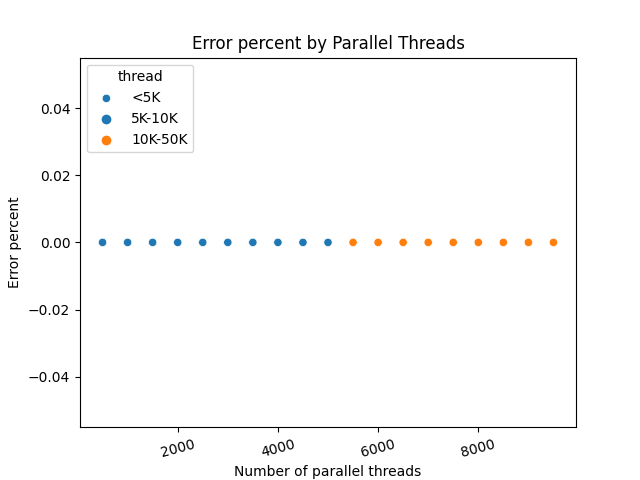 Error percent by Parallel Threads
thread
<5K
5K-10K
10K-50K
0.04
0.02
0.00
−0.02
−0.04
Error percent
2000
4000
6000
8000
Number of parallel threads